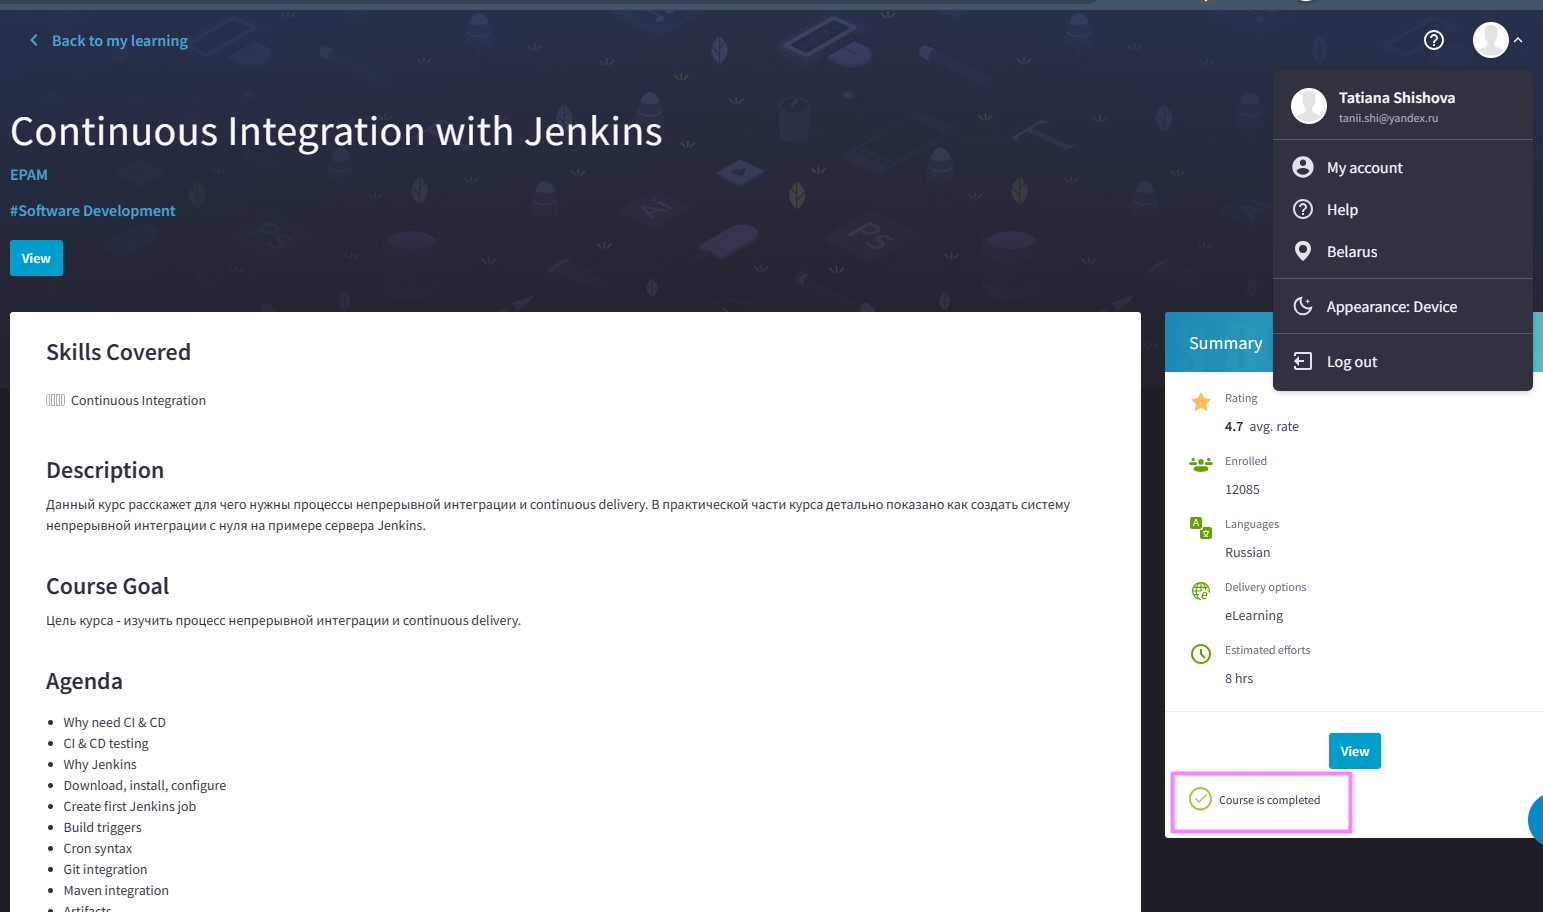 Back to my learning
Tatiana Shishova
tanii.shi@yandex.ru
My account
Help
Belarus
Appearance: Device
Log out
Continuous Integration with Jenkins
EPAM
#Software Development
View
Skills Covered
Continuous Integration
Description
Данный курс расскажет для чего нужны процессы непрерывной интеграции и continuous delivery. В практической части курса детально показано как создать систему
непрерывной интеграции с нуля на примере сервера Jenkins.
Course Goal
Цель курса - изучить процесс непрерывной интеграции и continuous delivery.
Agenda
Why need CI & CD
CI & CD testing
Why Jenkins
Download, install, configure
Create first Jenkins job
Build triggers
Cron syntax
Git integration
Maven integration
Artifacts
Summary
Rating
4.7 avg. rate
Enrolled
12085
Languages
Russian
Delivery options
eLearning
Estimated efforts
8 hrs
View
Course is completed